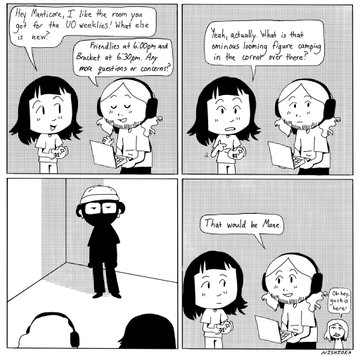 Hey Manticore, I like the room you
got for the UO weeklies! What else
is new?
Friendlies at 6.00pm and
Bracket at 6.30pm. Any
more questions or concerns?
Yeah, actually. What is that
ominous looming figure camping
in the corner over there?
That would be Mane.
Oh hey,
gach is
here!
NISHIOKA